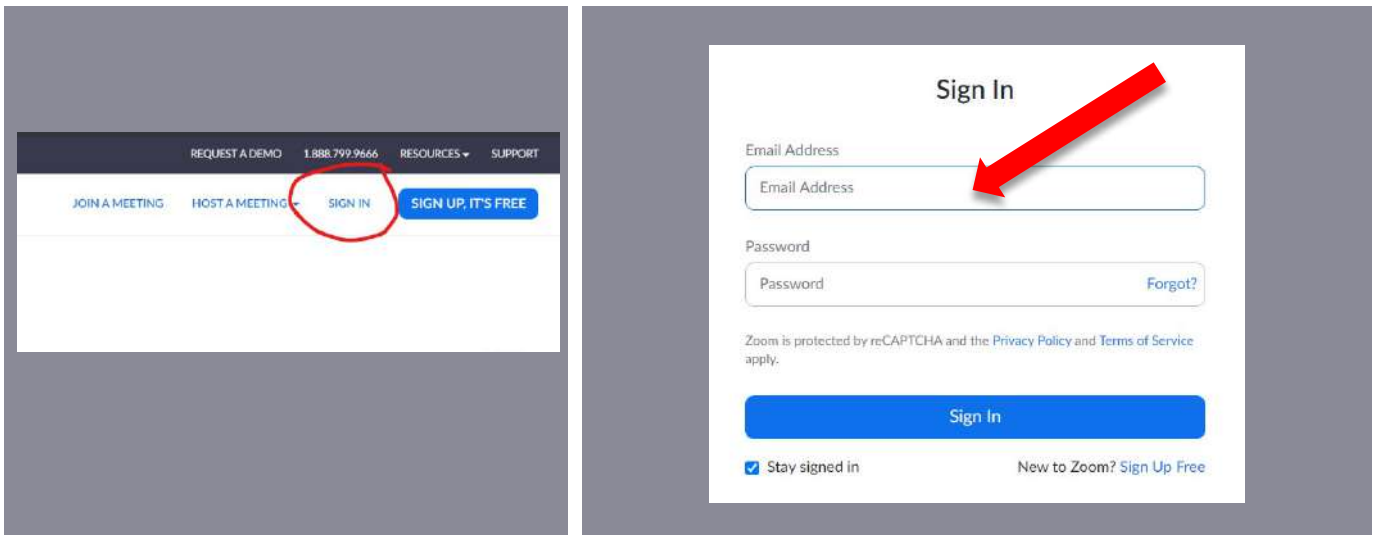 REQUEST A DEMO 1.888.799.9666 RESOURCES SUPPORT
JOIN A MEETING HOST A MEETING SIGN IN SIGN UP, IT'S FREE
Sign In
Email Address
Email Address
Password
Password Forgot?
Zoom is protected by reCAPTCHA and the Privacy Policy and Terms of Service
apply.
Sign In
Stay signed in New to Zoom? Sign Up Free